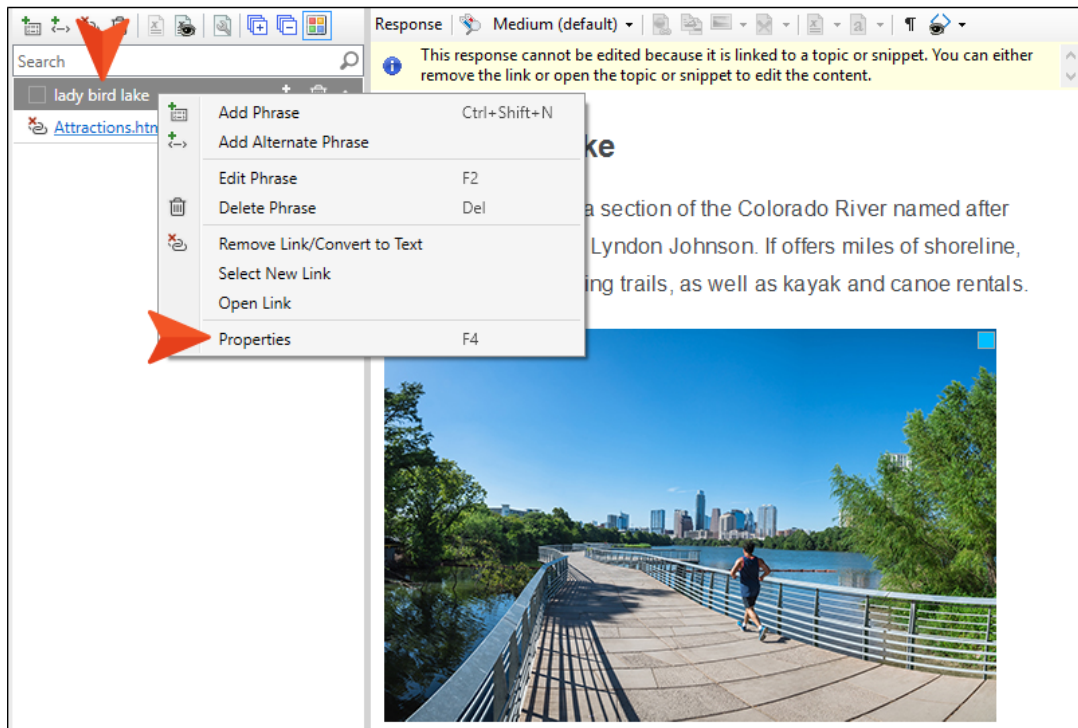 Response Medium (default)
Search
This response cannot be edited because it is linked to a topic or snippet. You can either
remove the link or open the topic or snippet to edit the content.
lady bird lake
Attractions.htn
Add Phrase Ctrl+Shift+N
Add Alternate Phrase
Edit Phrase F2
Delete Phrase Del
Remove Link/Convert to Text
Select New Link
Open Link
Properties F4
ke
a section of the Colorado River named after
Lyndon Johnson. If offers miles of shoreline,
ing trails, as well as kayak and canoe rentals.